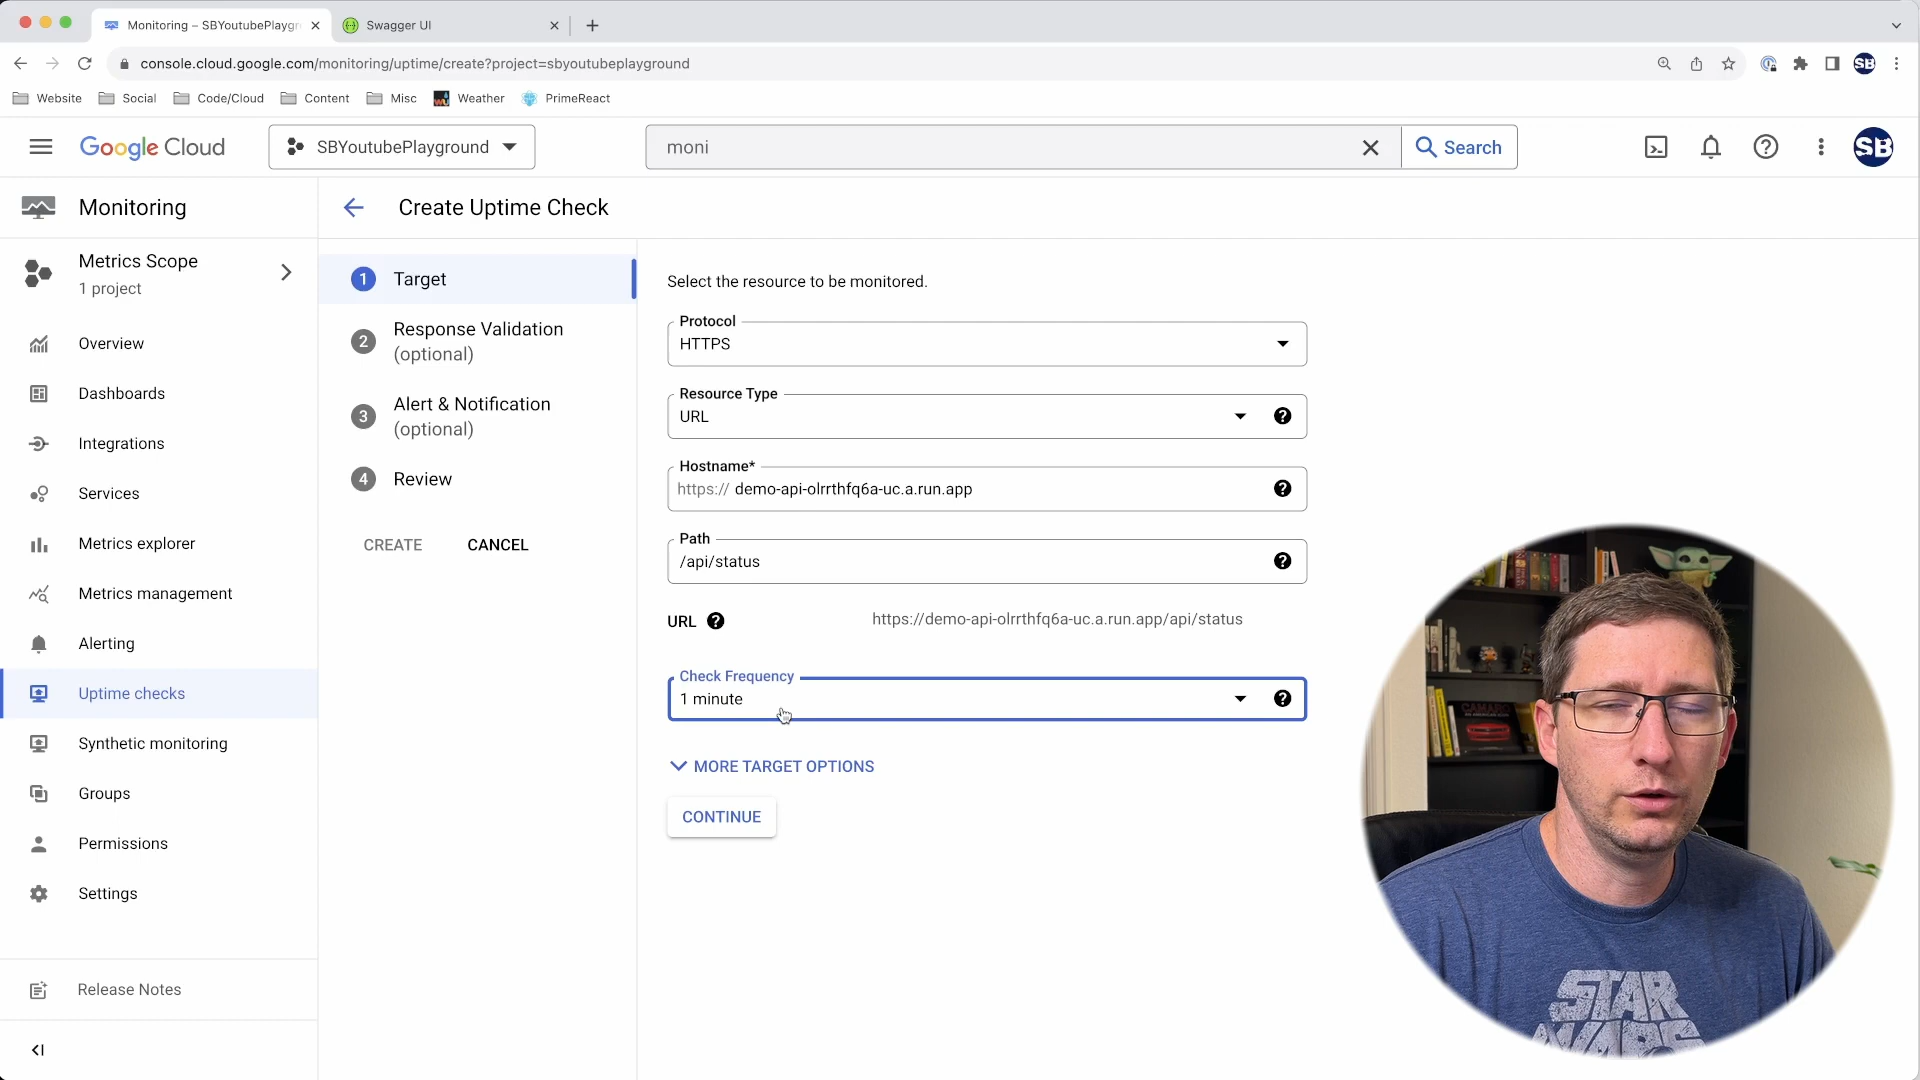 Monitoring – SBYoutubePlaygr
Swagger UI
console.cloud.google.com/monitoring/uptime/create?project=sbyoutubeplayground
SB
Website
Social
Code/Cloud
Content
Misc
Weather
PrimeReact
Google Cloud
SBYoutubePlayground
moni
Search
SB
Monitoring
Create Uptime Check
Metrics Scope
1 project
Overview
Dashboards
Integrations
Services
Metrics explorer
Metrics management
Alerting
Uptime checks
Synthetic monitoring
Groups
Permissions
Settings
Release Notes
1 Target
2 Response Validation
(optional)
3 Alert & Notification
(optional)
4 Review
CREATE
CANCEL
Select the resource to be monitored.
Protocol
HTTPS
Resource Type
URL
Hostname*
https:// demo-api-olrrthfq6a-uc.a.run.app
Path
/api/status
URL
https://demo-api-olrrthfq6a-uc.a.run.app/api/status
Check Frequency
1 minute
MORE TARGET OPTIONS
CONTINUE
CAMARO
STAR
WARS